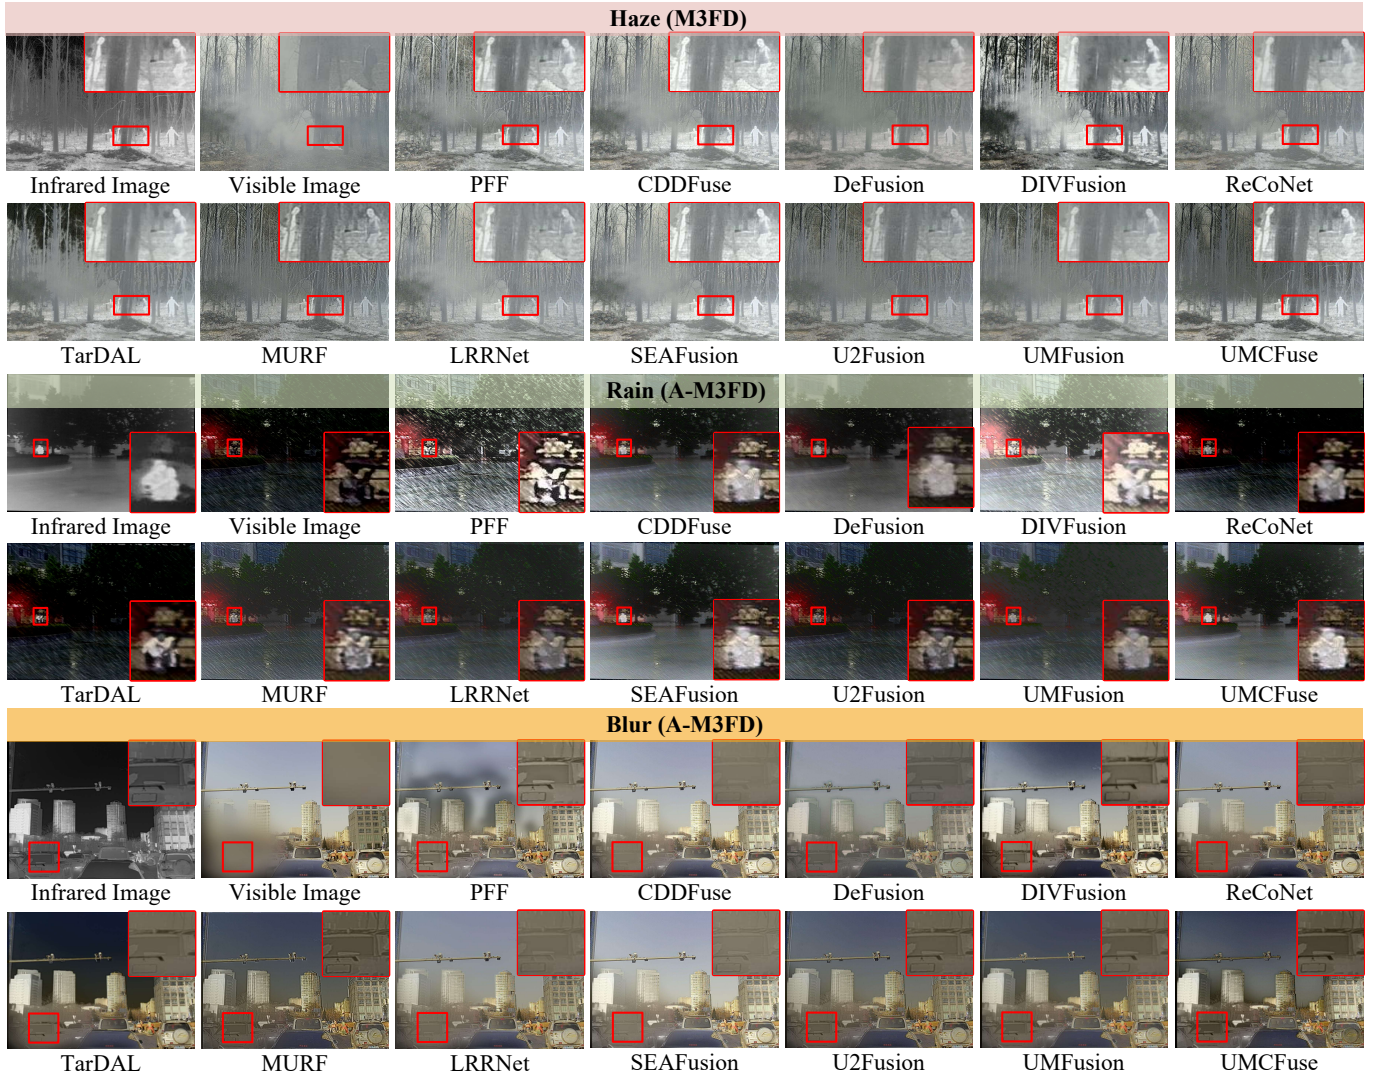 Haze (M3FD)
Infrared Image Visible Image PFF CDDFuse DeFusion DIVFusion ReCoNet
TarDAL MURF LRRNet SEAFusion U2Fusion UMFusion UMCFuse
Rain (A-M3FD)
Infrared Image Visible Image PFF CDDFuse DeFusion DIVFusion ReCoNet
TarDAL MURF LRRNet SEAFusion U2Fusion UMFusion UMCFuse
Blur (A-M3FD)
Infrared Image Visible Image PFF CDDFuse DeFusion DIVFusion ReCoNet
TarDAL MURF LRRNet SEAFusion U2Fusion UMFusion UMCFuse